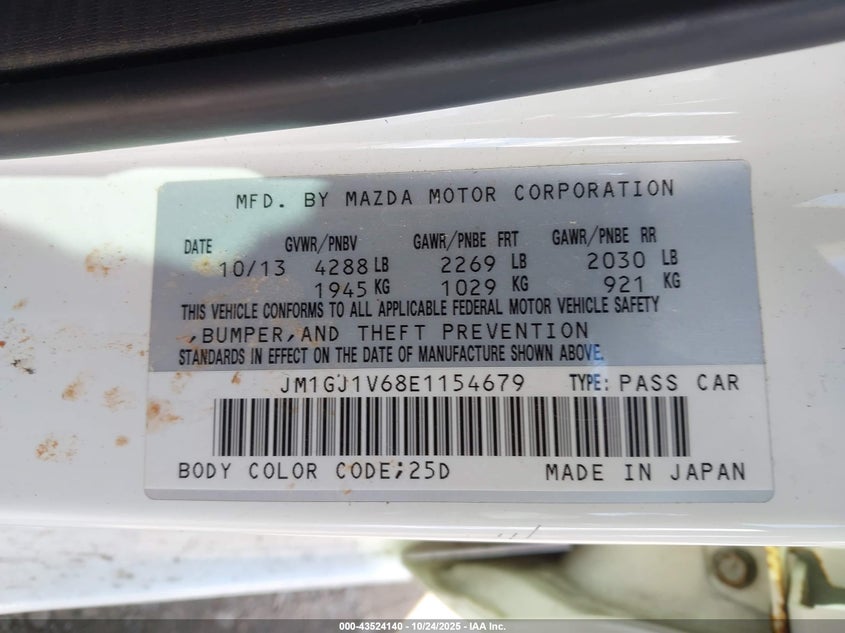 MFD. BY MAZDA MOTOR CORPORATION
DATE GVWR/PNBV GAWR/PNBE FRT GAWR/PNBE RR
10/13 4288 LB 2269 LB 2030 LB
1945 KG 1029 KG 921 KG
THIS VEHICLE CONFORMS TO ALL APPLICABLE FEDERAL MOTOR VEHICLE SAFETY
,BUMPER,AND THEFT PREVENTION
STANDARDS IN EFFECT ON THE DATE OF MANUFACTURE SHOWN ABOVE.
JM1GJ1V68E1154679 TYPE: PASS CAR
BODY COLOR CODE;25D MADE IN JAPAN
000-43524140 - 10/24/2025 - IAA Inc.